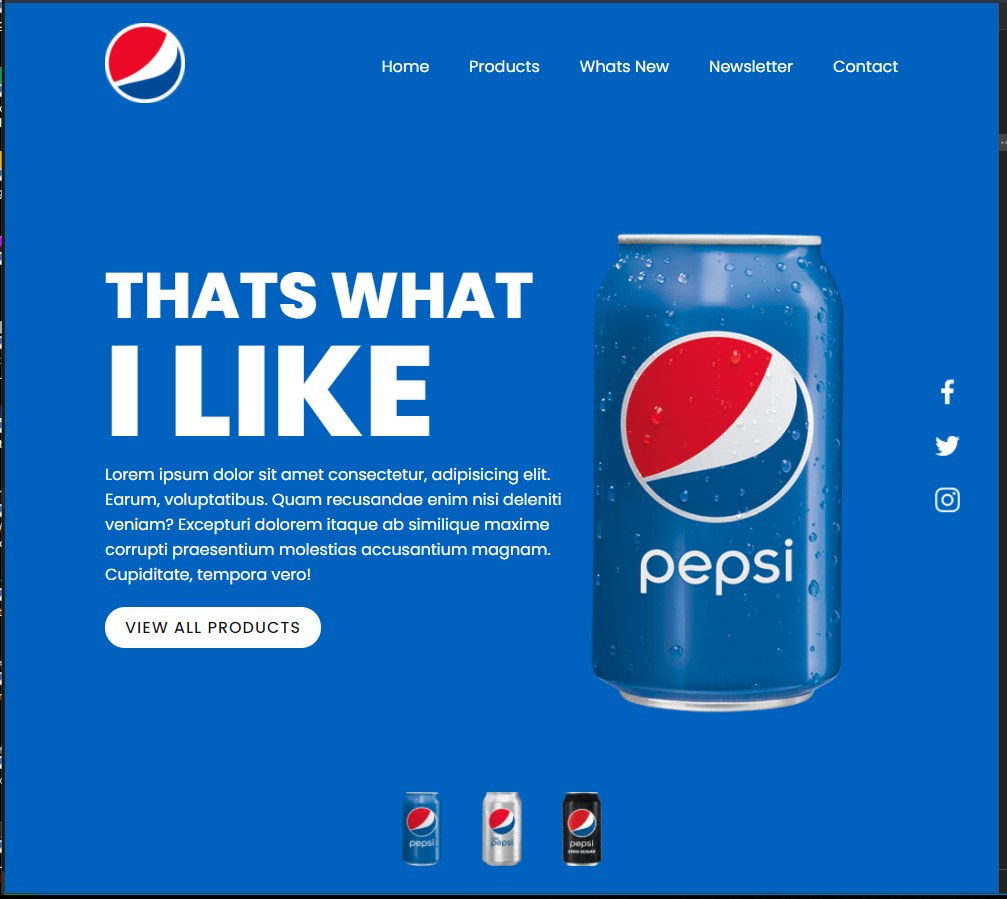 Home Products Whats New Newsletter Contact
THATS WHAT
I LIKE
Lorem ipsum dolor sit amet consectetur, adipisicing elit.
Earum, voluptatibus. Quam recusandae enim nisi deleniti
veniam? Excepturi dolorem itaque ab similique maxime
corrupti praesentium molestias accusantium magnam.
Cupiditate, tempora vero!
VIEW ALL PRODUCTS
pepsi
pepsi pepsi pepsi
ZERO SUGAR